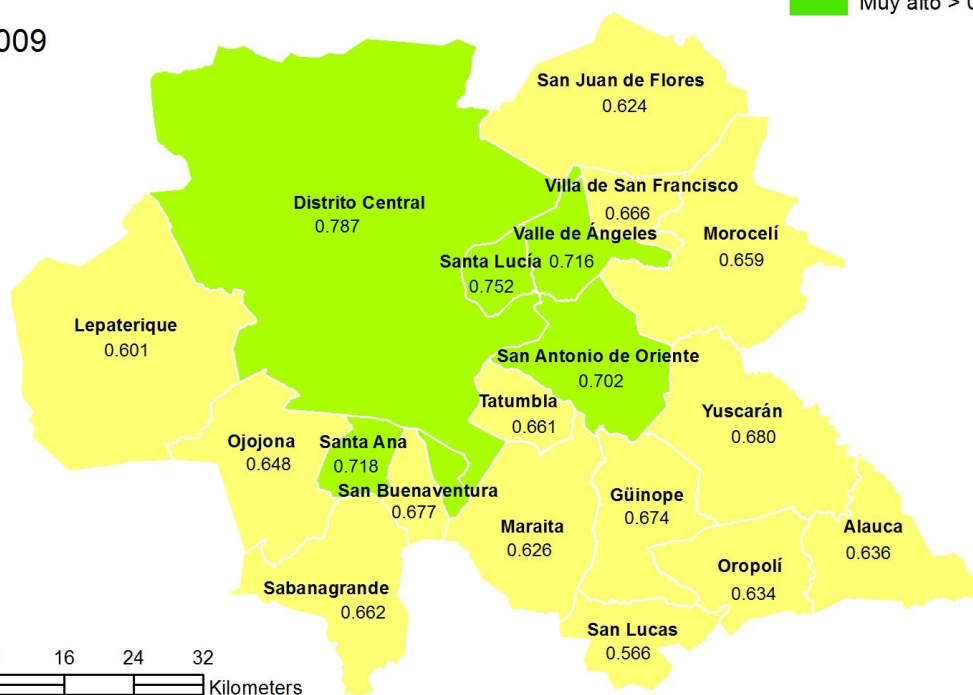 Muy alto > 
009
San Juan de Flores
0.624
Villa de San Francisco
0.666
Distrito Central
0.787
Valle de Ángeles
0.716
Morocelí
0.659
Santa Lucía
0.752
Lepaterique
0.601
San Antonio de Oriente
0.702
Tatumbla
0.661
Yuscarán
0.680
Ojojona
0.648
Santa Ana
0.718
San Buenaventura
0.677
Güinope
0.674
Maraita
0.626
Alauca
0.636
Oropolí
0.634
Sabanagrande
0.662
San Lucas
0.566
16 24 32
Kilometers